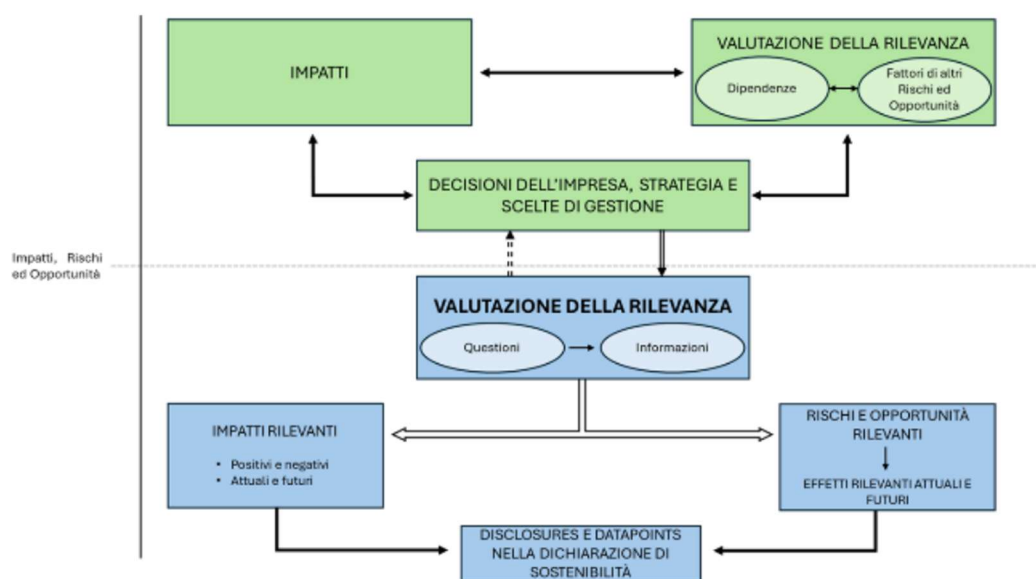 IMPATTI
VALUTAZIONE DELLA RILEVANZA
Dipendenze
Fattori di altri
Rischi ed
Opportunità
DECISIONI DELL'IMPRESA, STRATEGIA E
SCELTE DI GESTIONE
Impatti, Rischi
ed Opportunità
VALUTAZIONE DELLA RILEVANZA
Questioni
Informazioni
IMPATTI RILEVANTI
• Positivi e negativi
• Attuali e futuri
RISCHI E OPPORTUNITÀ
RILEVANTI
EFFETTI RILEVANTI ATTUALI E
FUTURI
DISCLOSURES E DATAPOINTS
NELLA DICHIARAZIONE DI
SOSTENIBILITÀ